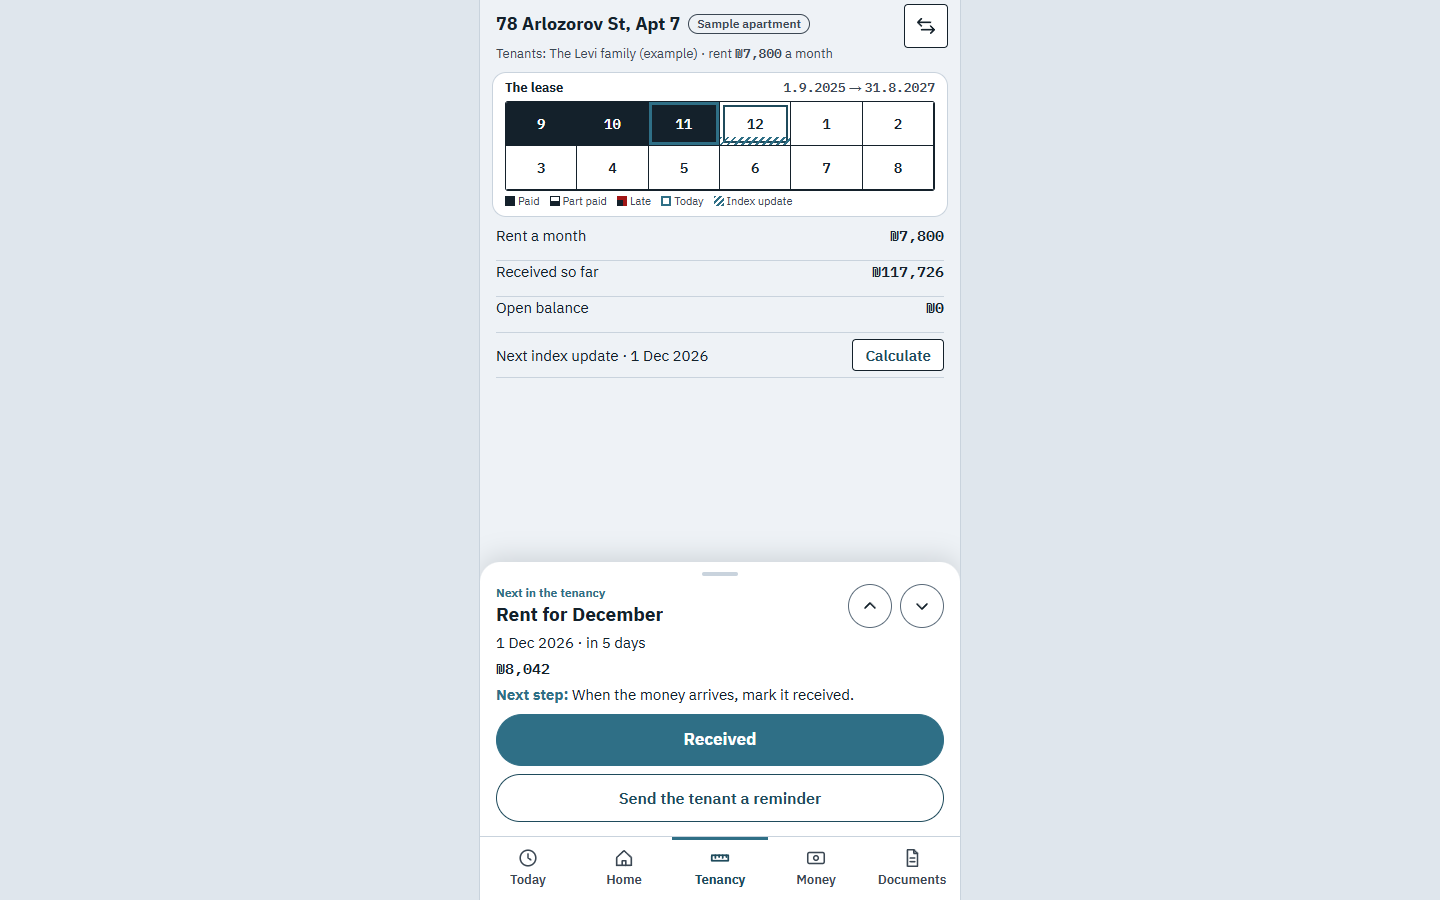 78 Arlozorov St, Apt 7 Sample apartment
Tenants: The Levi family (example) · rent ₪7,800 a month
The lease 1.9.2025 → 31.8.2027
9 10 11 12 1 2
3 4 5 6 7 8
Paid Part paid Late Today Index update
Rent a month ₪7,800
Received so far ₪117,726
Open balance ₪0
Next index update · 1 Dec 2026 Calculate
Next in the tenancy
Rent for December
1 Dec 2026 · in 5 days
₪8,042
Next step: When the money arrives, mark it received.
Received
Send the tenant a reminder
Today Home Tenancy Money Documents